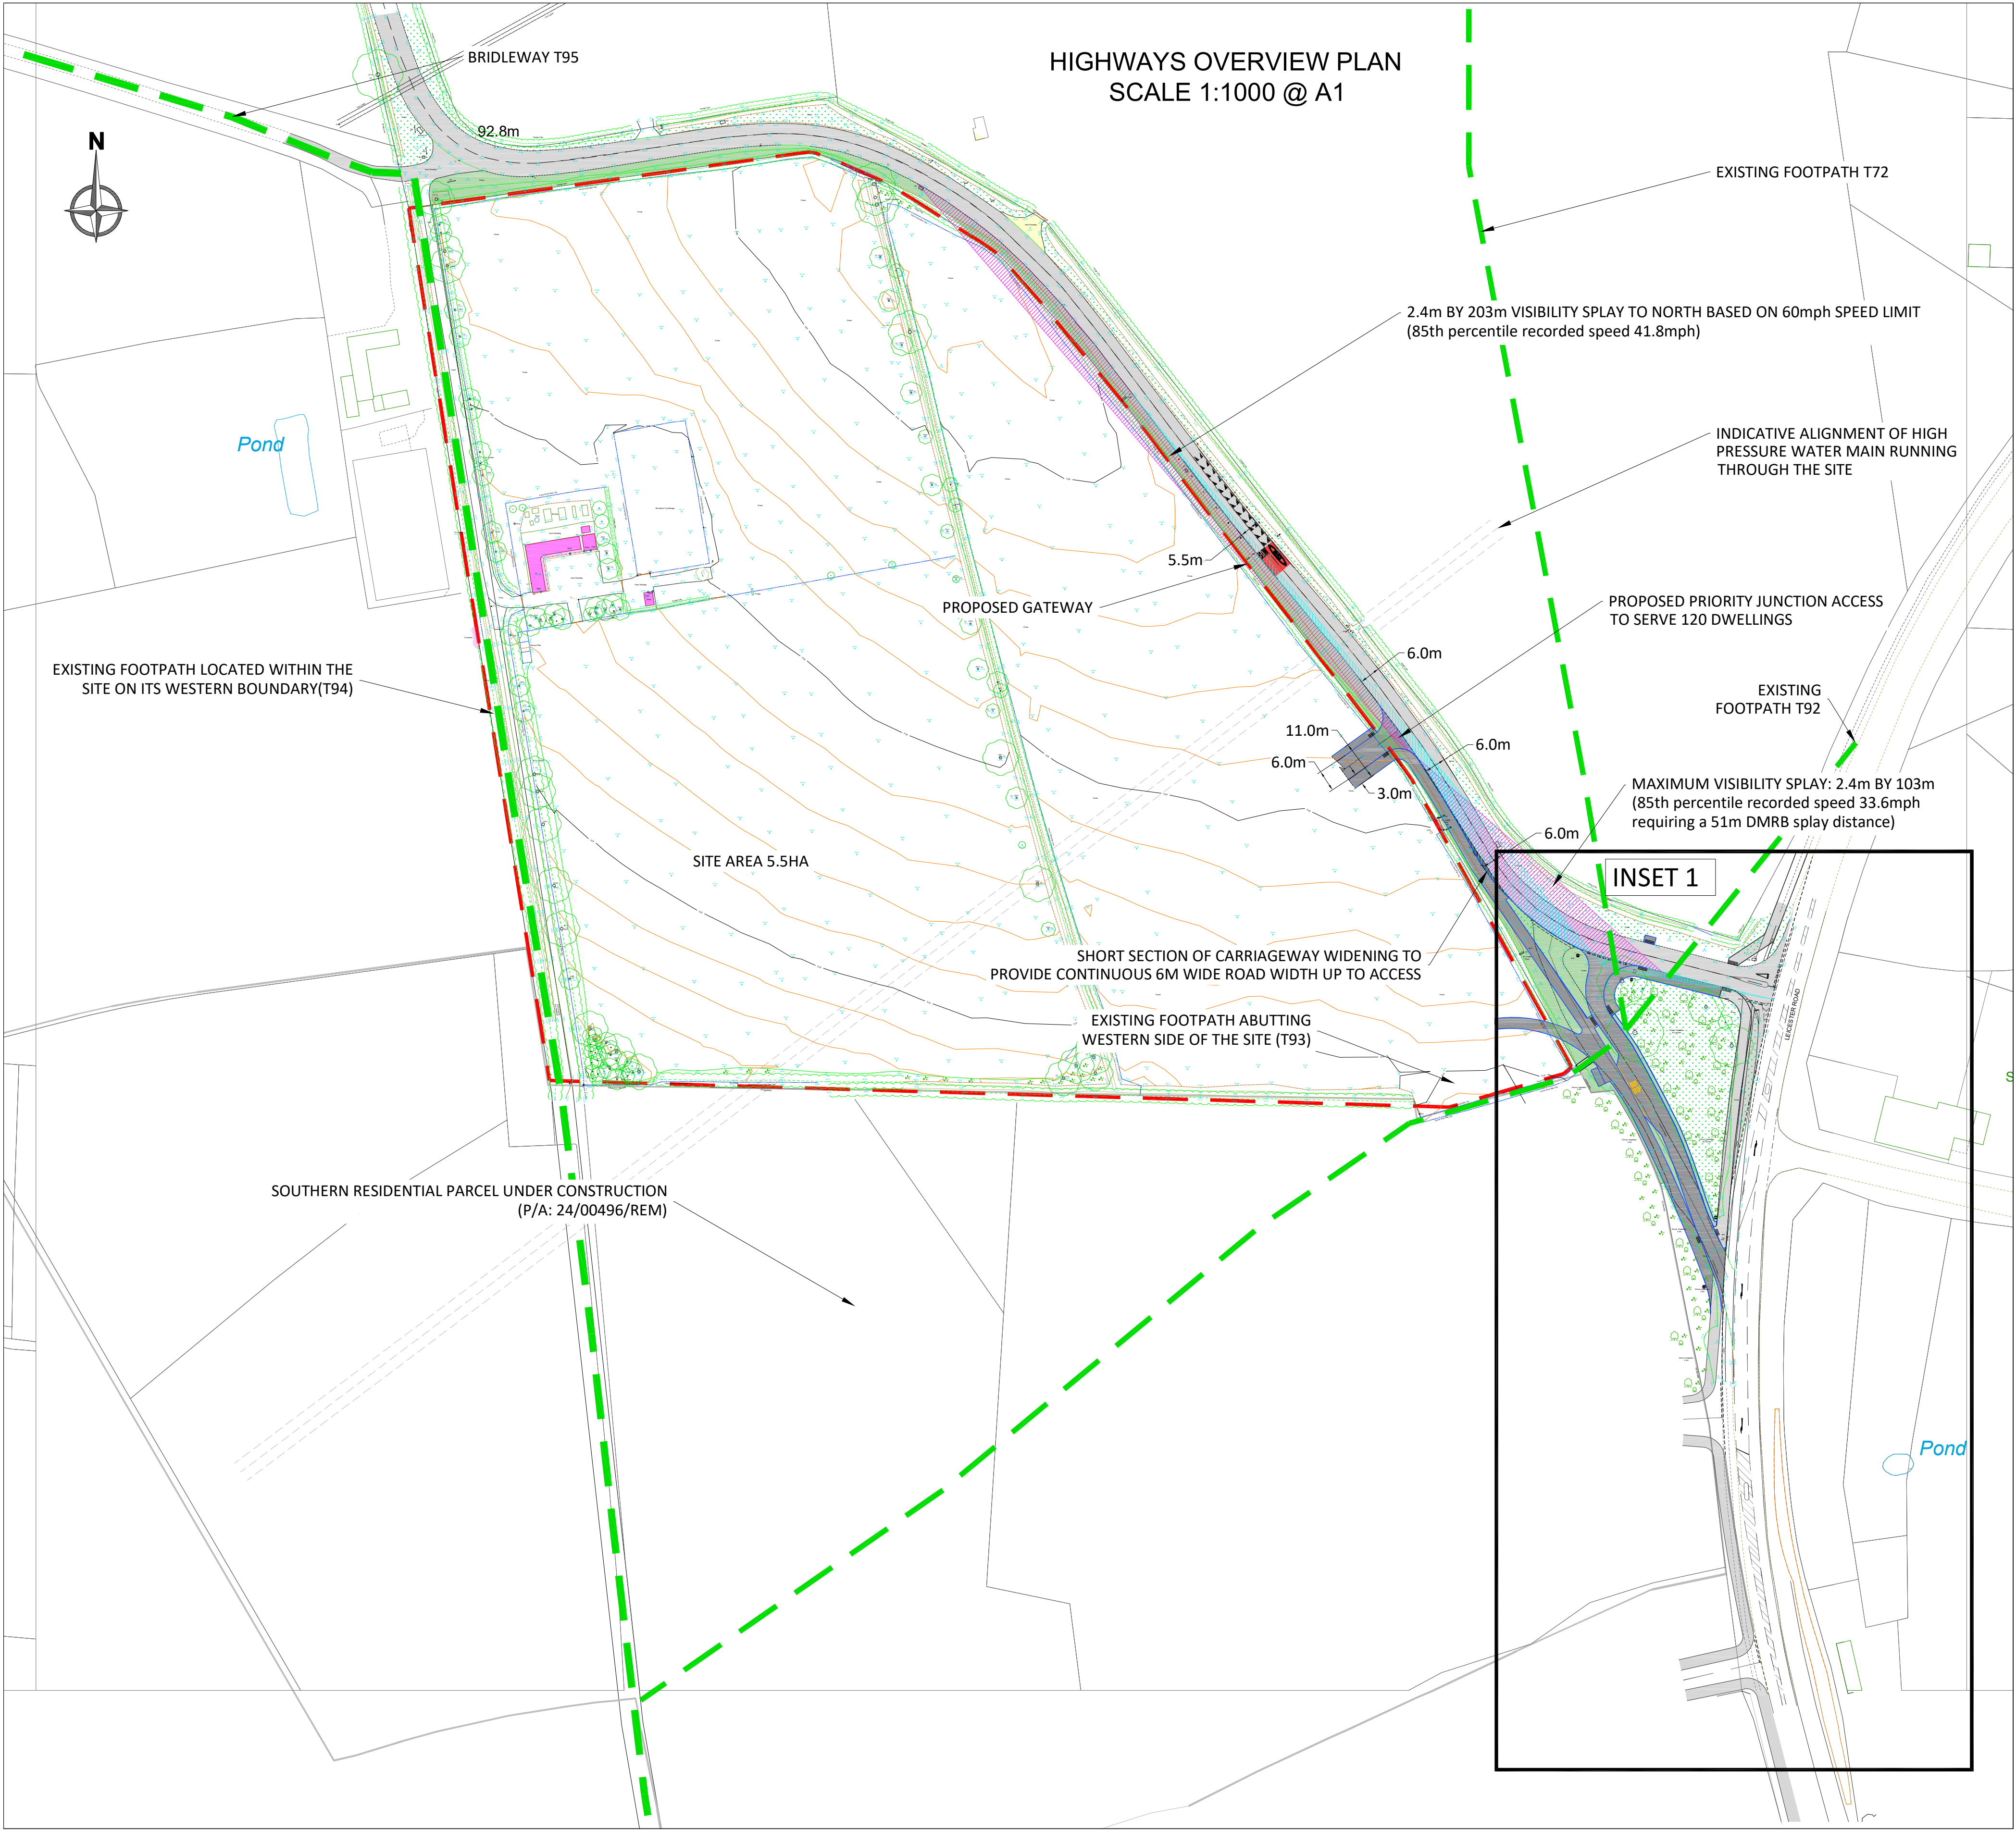 HIGHWAYS OVERVIEW PLAN
SCALE 1:1000 @ A1
BRIDLEWAY T95
92.8m
N
EXISTING FOOTPATH T72
2.4m BY 203m VISIBILITY SPLAY TO NORTH BASED ON 60mph SPEED LIMIT
(85th percentile recorded speed 41.8mph)
Pond
INDICATIVE ALIGNMENT OF HIGH
PRESSURE WATER MAIN RUNNING
THROUGH THE SITE
5.5m
PROPOSED GATEWAY
PROPOSED PRIORITY JUNCTION ACCESS
TO SERVE 120 DWELLINGS
6.0m
EXISTING FOOTPATH LOCATED WITHIN THE
SITE ON ITS WESTERN BOUNDARY(T94)
EXISTING
FOOTPATH T92
11.0m
6.0m
6.0m
3.0m
MAXIMUM VISIBILITY SPLAY: 2.4m BY 103m
(85th percentile recorded speed 33.6mph
requiring a 51m DMRB splay distance)
6.0m
SITE AREA 5.5HA
INSET 1
SHORT SECTION OF CARRIAGEWAY WIDENING TO
PROVIDE CONTINUOUS 6M WIDE ROAD WIDTH UP TO ACCESS
LEICESTER ROAD
EXISTING FOOTPATH ABUTTING
WESTERN SIDE OF THE SITE (T93)
S
SOUTHERN RESIDENTIAL PARCEL UNDER CONSTRUCTION
(P/A: 24/00496/REM)
Pond